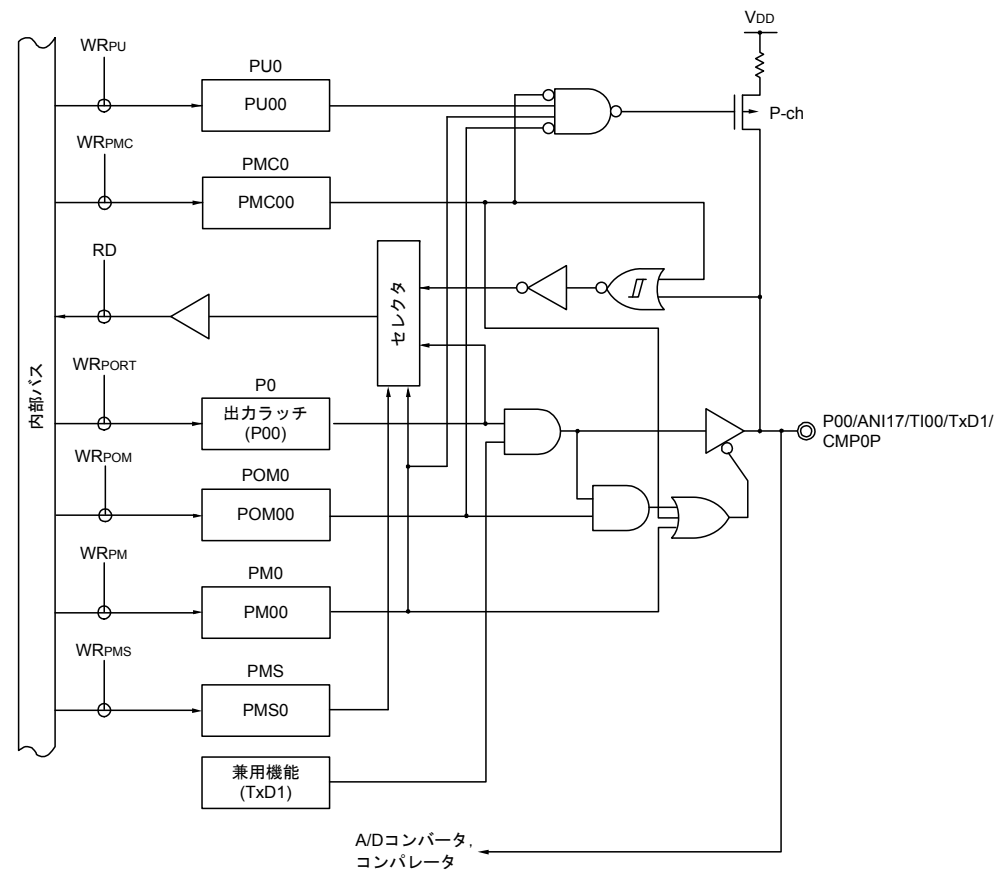 VDD
WRPU
PU0
PU00
P-ch
WRPMC
PMC0
PMC00
RD
セレクタ
内部バス
WRPORT
P0
出力ラッチ
(P00)
P00/ANI17/TI00/TxD1/
CMP0P
WRPOM
POM0
POM00
WRPM
PM0
PM00
WRPMS
PMS
PMS0
兼用機能
(TxD1)
A/Dコンバータ,
コンパレータ